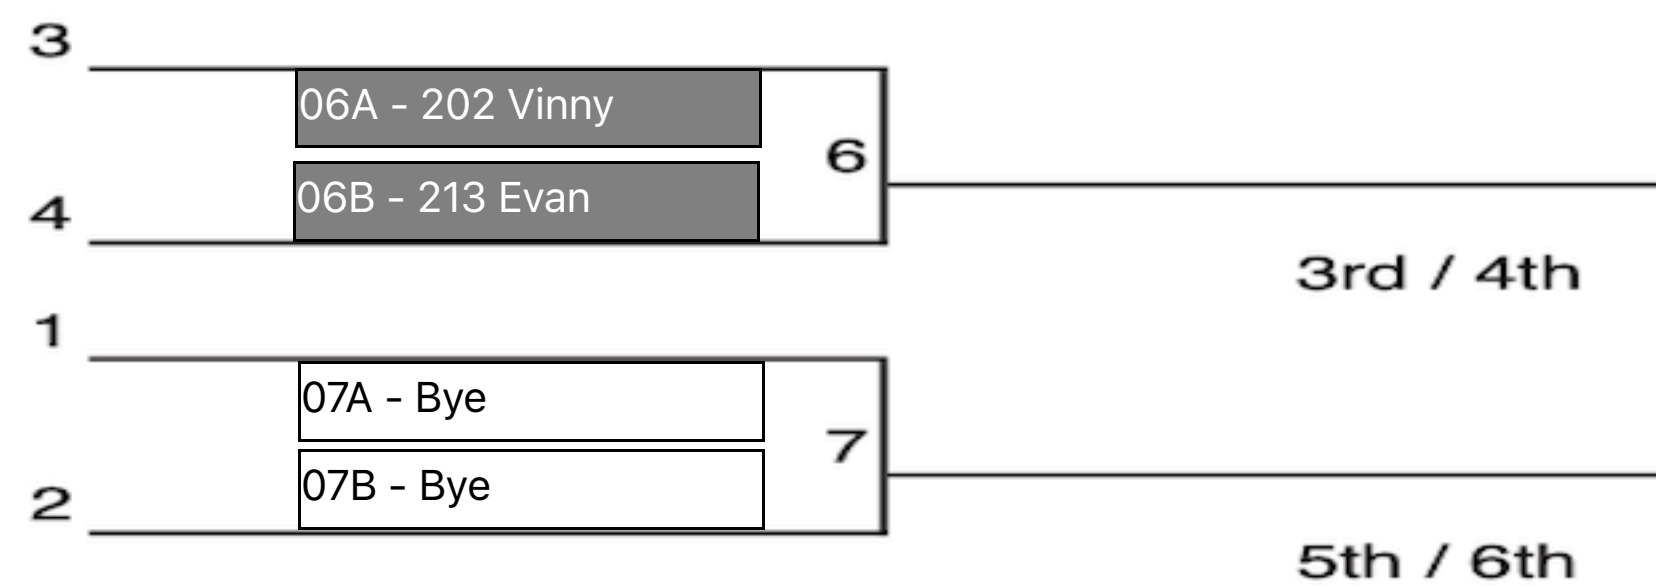 3
06A - 202 Vinny
6
06B - 213 Evan
4
3rd / 4th
1
07A - Bye
7
07B - Bye
2
5th / 6th